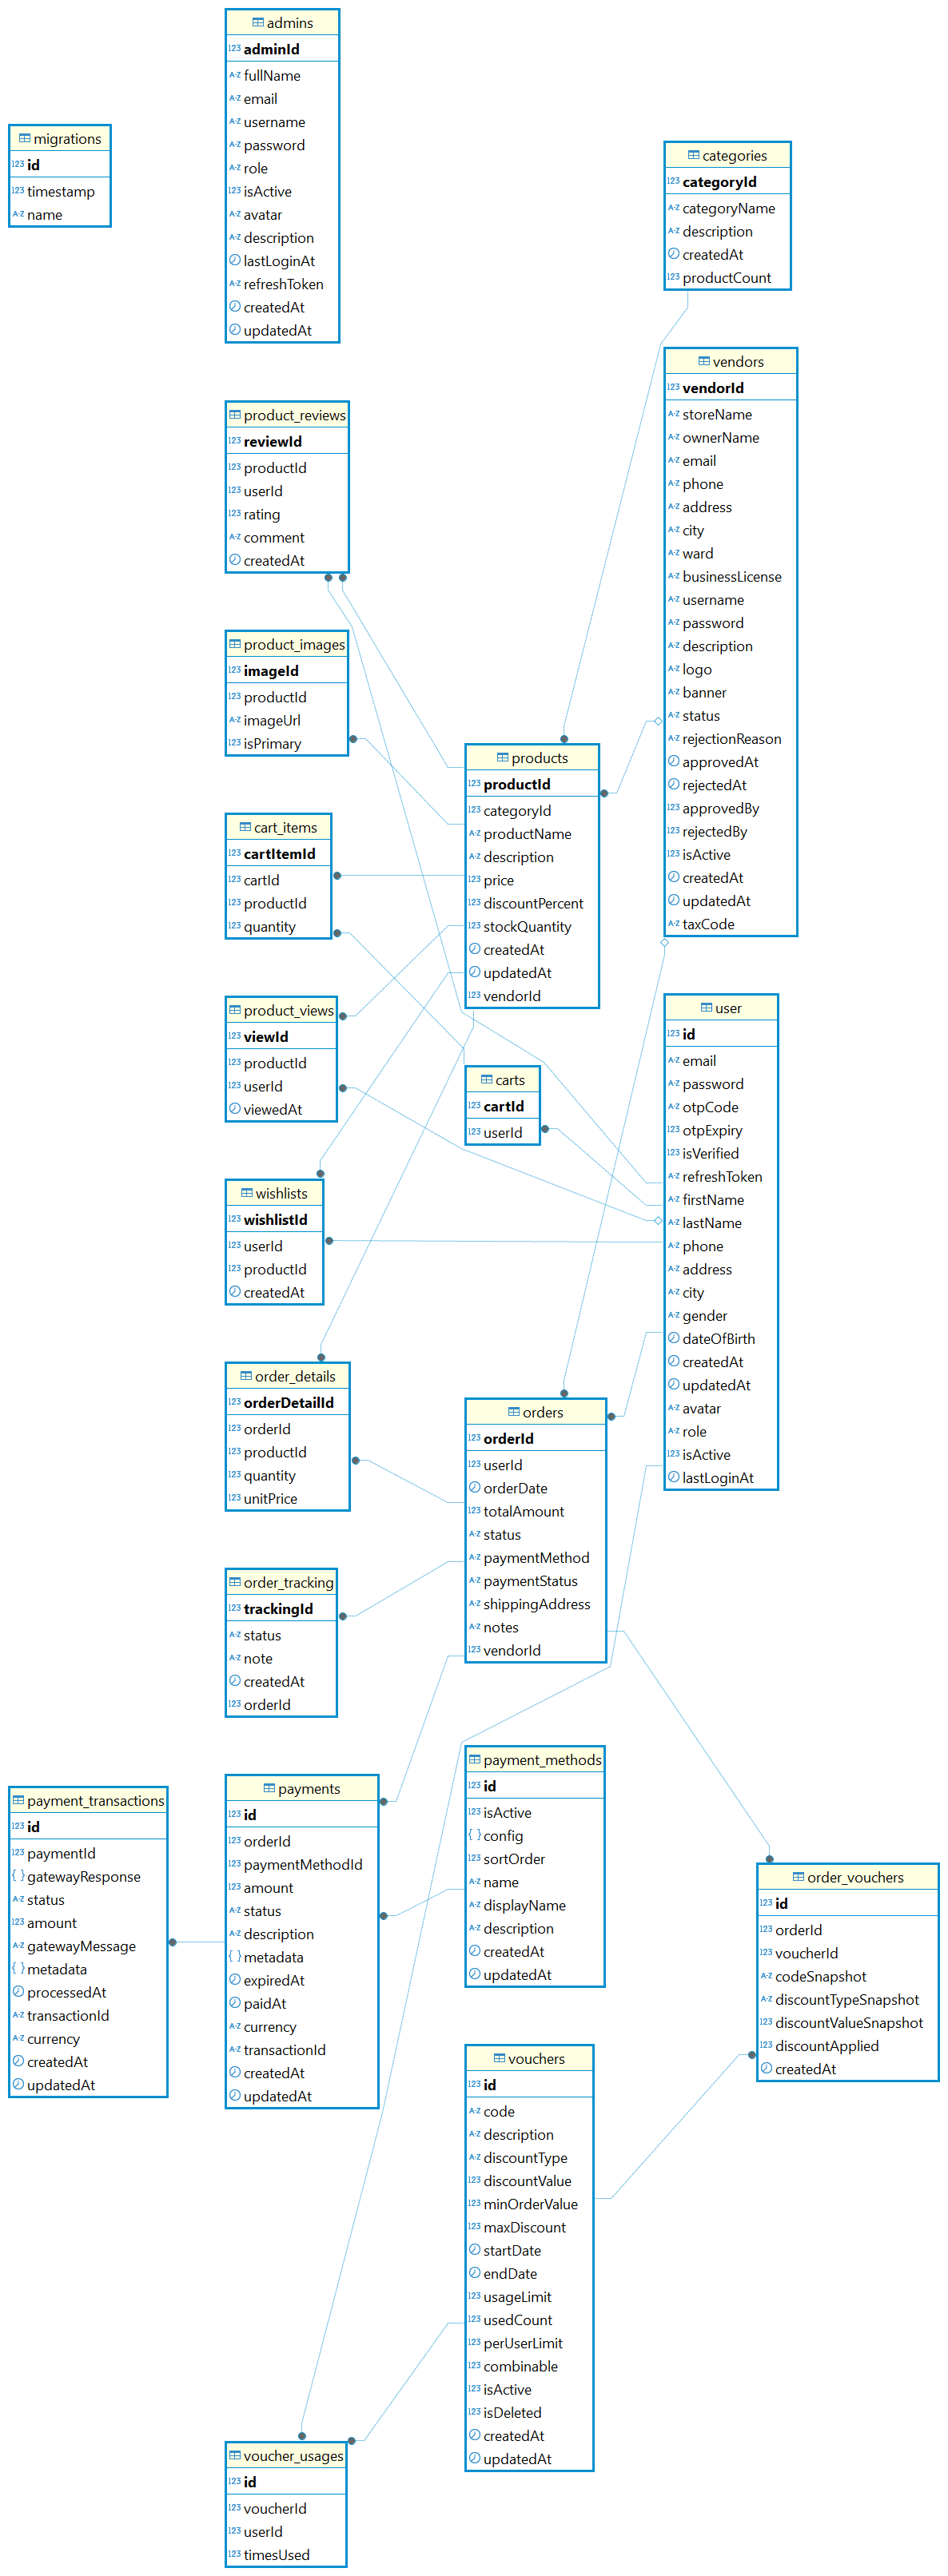 admins
adminId
fullName
email
username
password
role
isActive
avatar
description
lastLoginAt
refreshToken
createdAt
updatedAt
migrations
id
timestamp
name
categories
categoryId
categoryName
description
createdAt
productCount
vendors
vendorId
storeName
ownerName
email
phone
address
city
ward
businessLicense
username
password
description
logo
banner
status
rejectionReason
approvedAt
rejectedAt
approvedBy
rejectedBy
isActive
createdAt
updatedAt
taxCode
product_reviews
reviewId
productId
userId
rating
comment
createdAt
product_images
imageId
productId
imageUrl
isPrimary
products
productId
categoryId
productName
description
price
discountPercent
stockQuantity
createdAt
updatedAt
vendorId
cart_items
cartItemId
cartId
productId
quantity
product_views
viewId
productId
userId
viewedAt
carts
cartId
userId
user
id
email
password
otpCode
otpExpiry
isVerified
refreshToken
firstName
lastName
phone
address
city
gender
dateOfBirth
createdAt
updatedAt
avatar
role
isActive
lastLoginAt
wishlists
wishlistId
userId
productId
createdAt
order_details
orderDetailId
orderId
productId
quantity
unitPrice
orders
orderId
userId
orderDate
totalAmount
status
paymentMethod
paymentStatus
shippingAddress
notes
vendorId
order_tracking
trackingId
status
note
createdAt
orderId
payment_transactions
id
paymentId
gatewayResponse
status
amount
gatewayMessage
metadata
processedAt
transactionId
currency
createdAt
updatedAt
payments
id
orderId
paymentMethodId
amount
status
description
metadata
expiredAt
paidAt
currency
transactionId
createdAt
updatedAt
payment_methods
id
isActive
config
sortOrder
name
displayName
description
createdAt
updatedAt
order_vouchers
id
orderId
voucherId
codeSnapshot
discountTypeSnapshot
discountValueSnapshot
discountApplied
createdAt
vouchers
id
code
description
discountType
discountValue
minOrderValue
maxDiscount
startDate
endDate
usageLimit
usedCount
perUserLimit
combinable
isActive
isDeleted
createdAt
updatedAt
voucher_usages
id
voucherId
userId
timesUsed